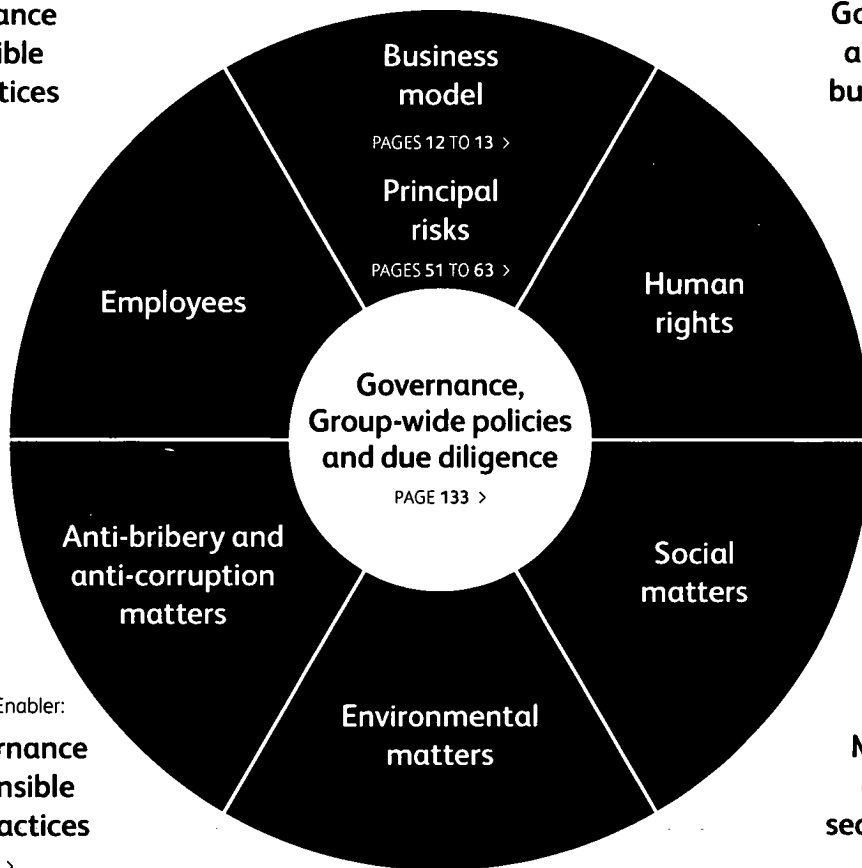 Business
model
PAGES 12 TO 13 >
Principal
risks
PAGES 51 TO 63 >
Employees
Human
rights
Governance,
Group-wide policies
and due diligence
PAGE 133 >
Anti-bribery and
anti-corruption
matters
Social
matters
Environmental
matters